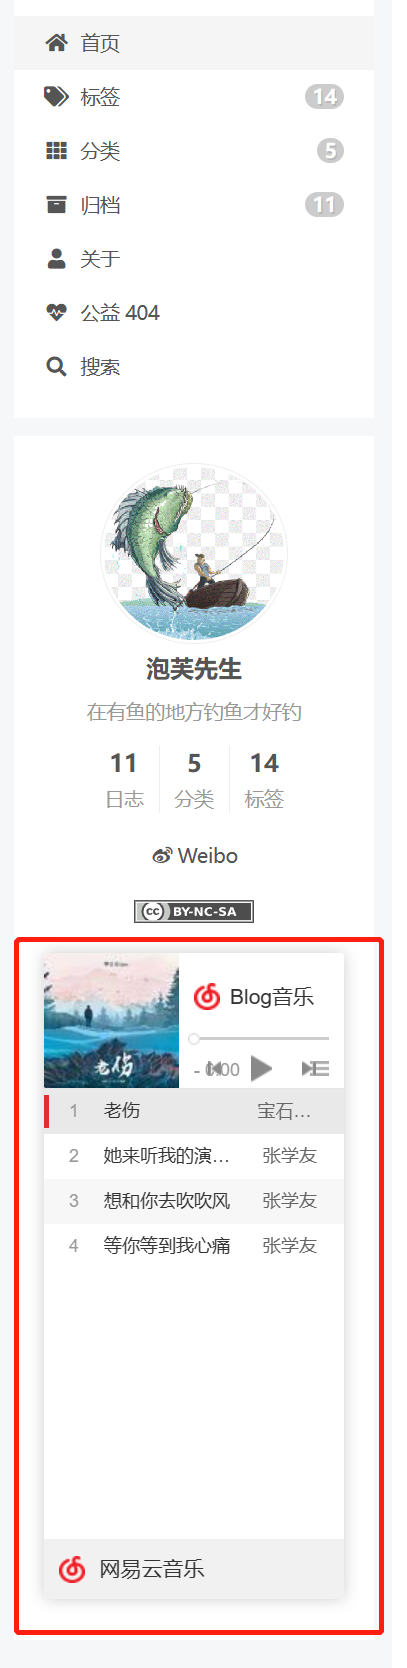 首页
标签 14
分类 5
归档 11
关于
公益 404
搜索
泡芙先生
在有鱼的地方钓鱼才好钓
11 5 14
日志 分类 标签
Weibo
cc BY-NC-SA
老伤
Blog音乐
- 0:00
1 老伤 宝石...
2 她来听我的演... 张学友
3 想和你去吹吹风 张学友
4 等你等到我心痛 张学友
网易云音乐